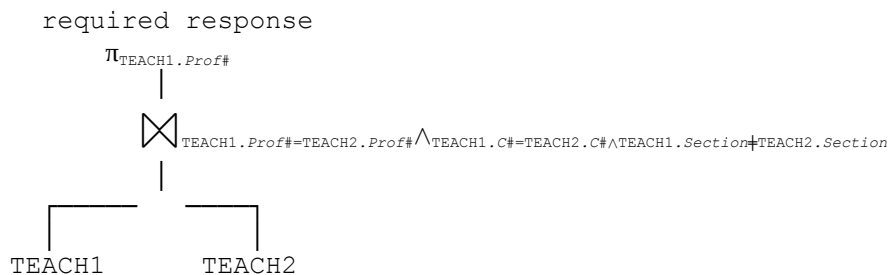 required response
πTEACH1.Prof#
⋈TEACH1.Prof#=TEACH2.Prof#∧TEACH1.C#=TEACH2.C#∧TEACH1.Section≠TEACH2.Section
TEACH1 TEACH2